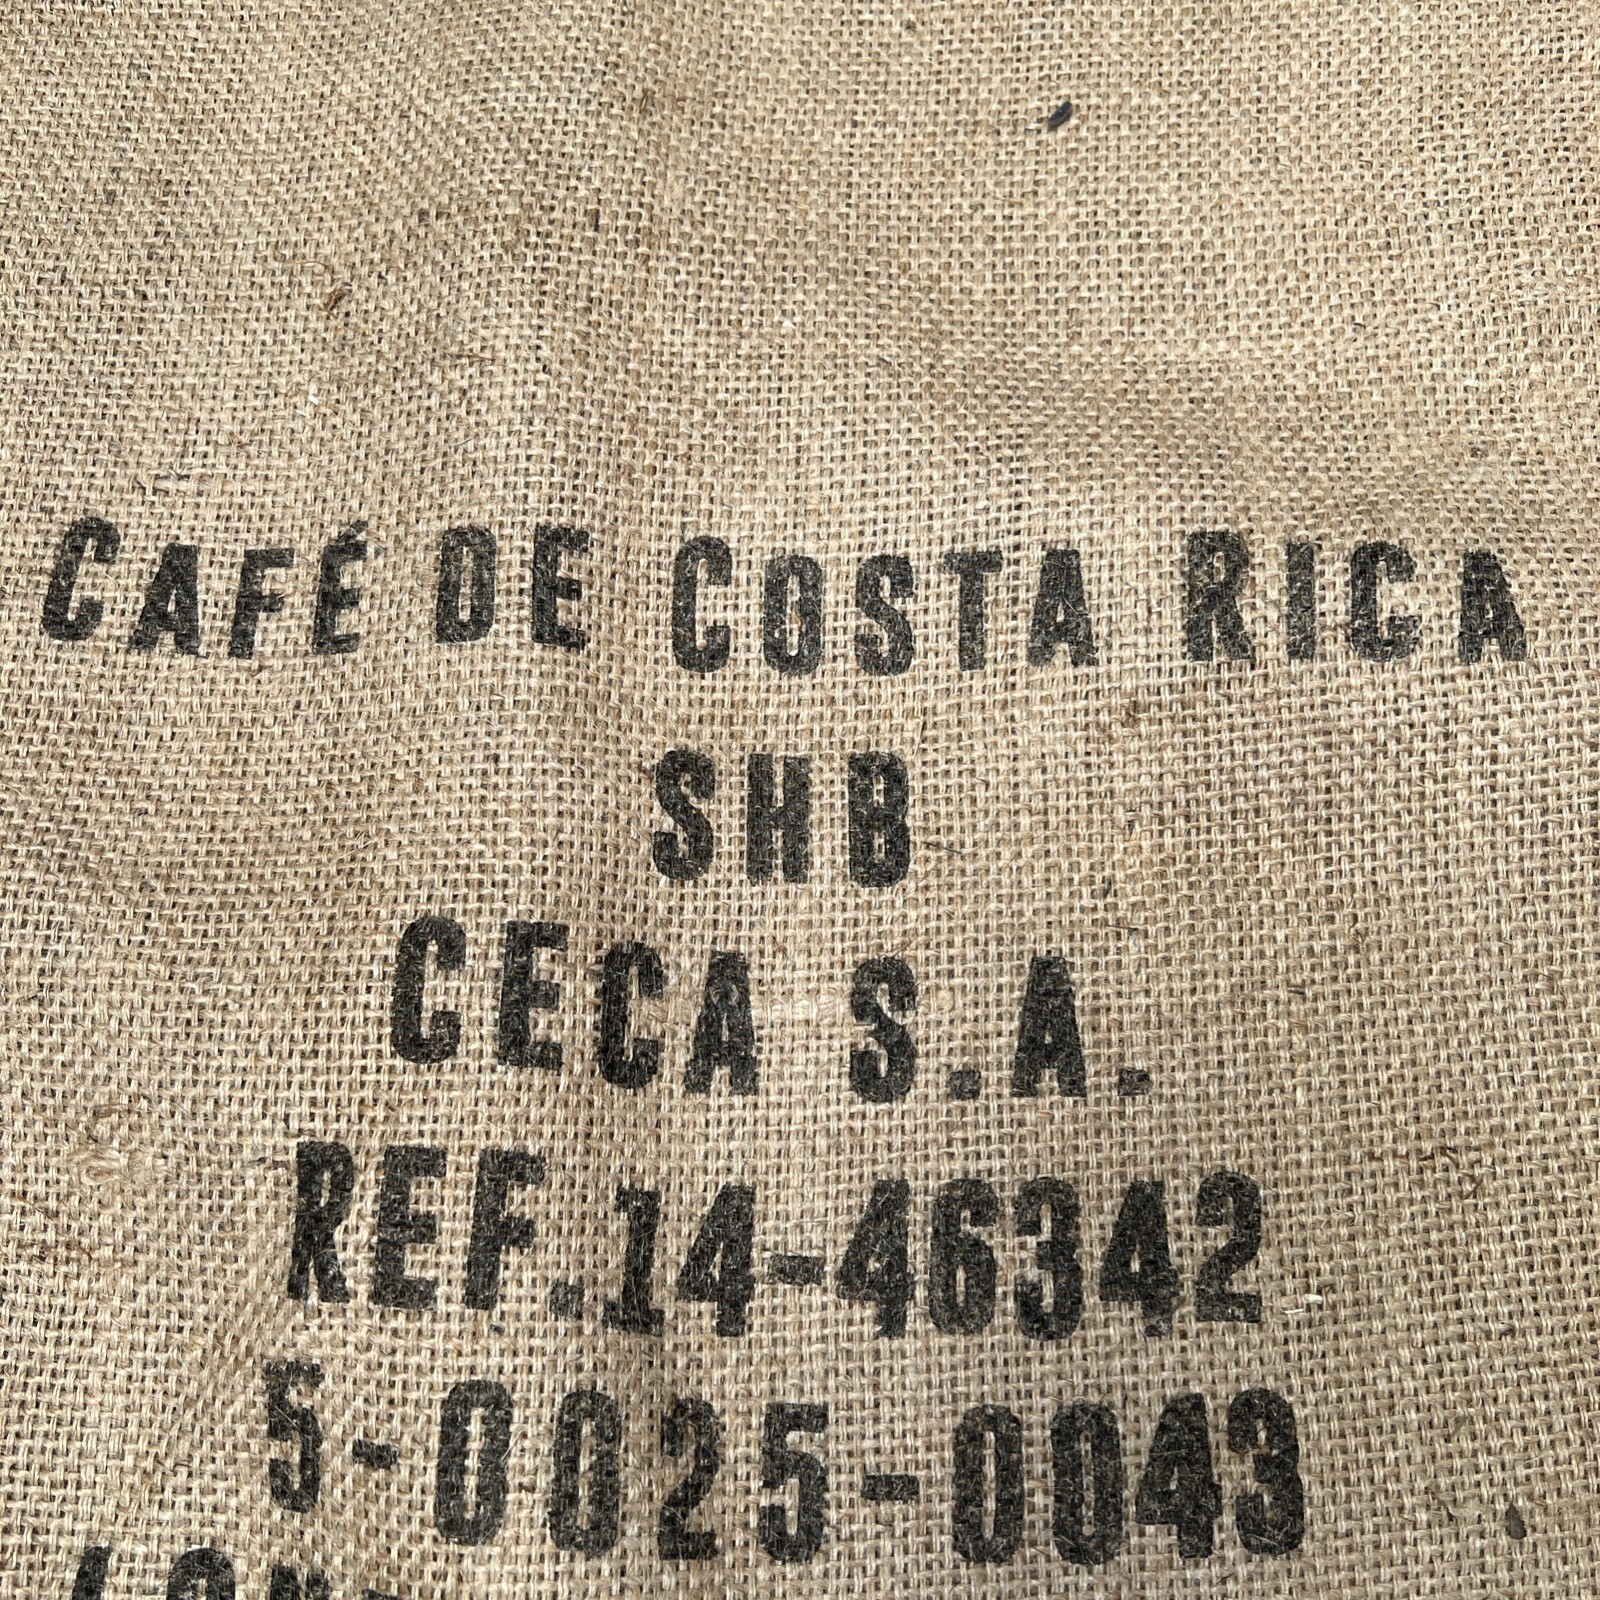 CAFÉ DE COSTA RICA
SHB
CECA S.A.
REF.14-46342
5-0025-0043